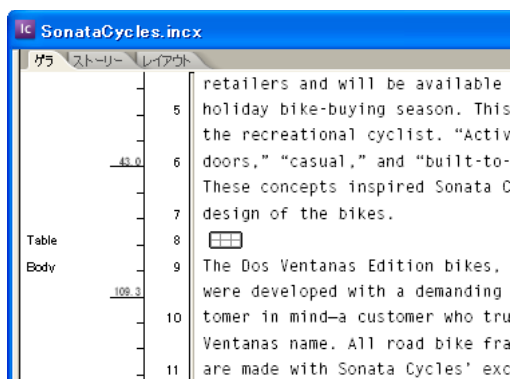 Ic SonataCycles.incx
ゲラ ストーリー レイアウト
retailers and will be available
5 holiday bike-buying season. This
the recreational cyclist. “Activ
43.0 6 doors,” “casual,” and “built-to-
These concepts inspired Sonata C
7 design of the bikes.
Table 8
Body 9 The Dos Ventanas Edition bikes,
109.3 were developed with a demanding
10 tomer in mind—a customer who tru
Ventanas name. All road bike fra
11 are made with Sonata Cycles’ exc